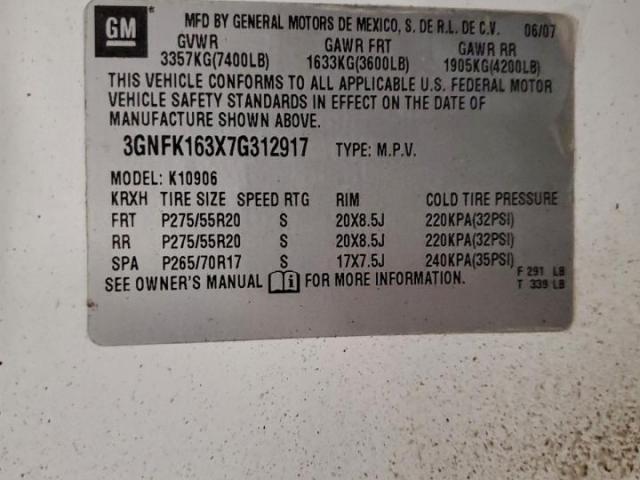 GM
MFD BY GENERAL MOTORS DE MEXICO, S. DE R.L. DE C.V. 06/07
GVWR GAWR FRT GAWR RR
3357KG(7400LB) 1633KG(3600LB) 1905KG(4200LB)
THIS VEHICLE CONFORMS TO ALL APPLICABLE U.S. FEDERAL MOTOR
VEHICLE SAFETY STANDARDS IN EFFECT ON THE DATE OF
MANUFACTURE SHOWN ABOVE.
3GNFK163X7G312917 TYPE: M.P.V.
MODEL: K10906
KRXH TIRE SIZE SPEED RTG RIM COLD TIRE PRESSURE
FRT P275/55R20 S 20X8.5J 220KPA(32PSI)
RR P275/55R20 S 20X8.5J 220KPA(32PSI)
SPA P265/70R17 S 17X7.5J 240KPA(35PSI)
F 291 LB
SEE OWNER'S MANUAL i FOR MORE INFORMATION. T 339 LB